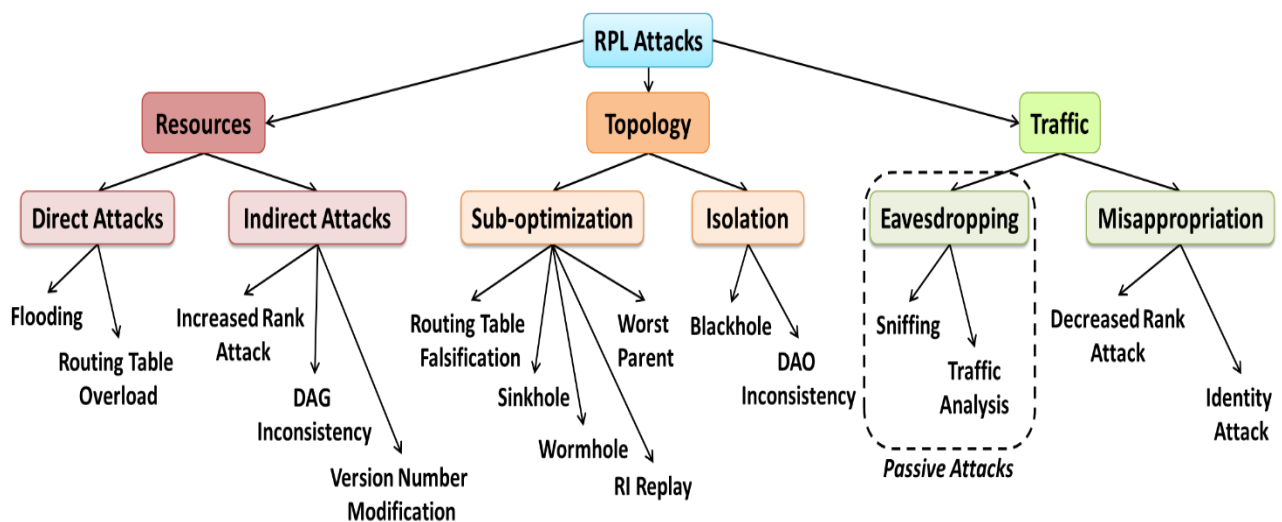 RPL Attacks
Resources
Topology
Traffic
Direct Attacks
Indirect Attacks
Sub-optimization
Isolation
Eavesdropping
Misappropriation
Flooding
Routing Table
Overload
Increased Rank
Attack
DAG
Inconsistency
Version Number
Modification
Routing Table
Falsification
Sinkhole
Wormhole
RI Replay
Worst
Parent
Blackhole
DAO
Inconsistency
Sniffing
Traffic
Analysis
Passive Attacks
Decreased Rank
Attack
Identity
Attack